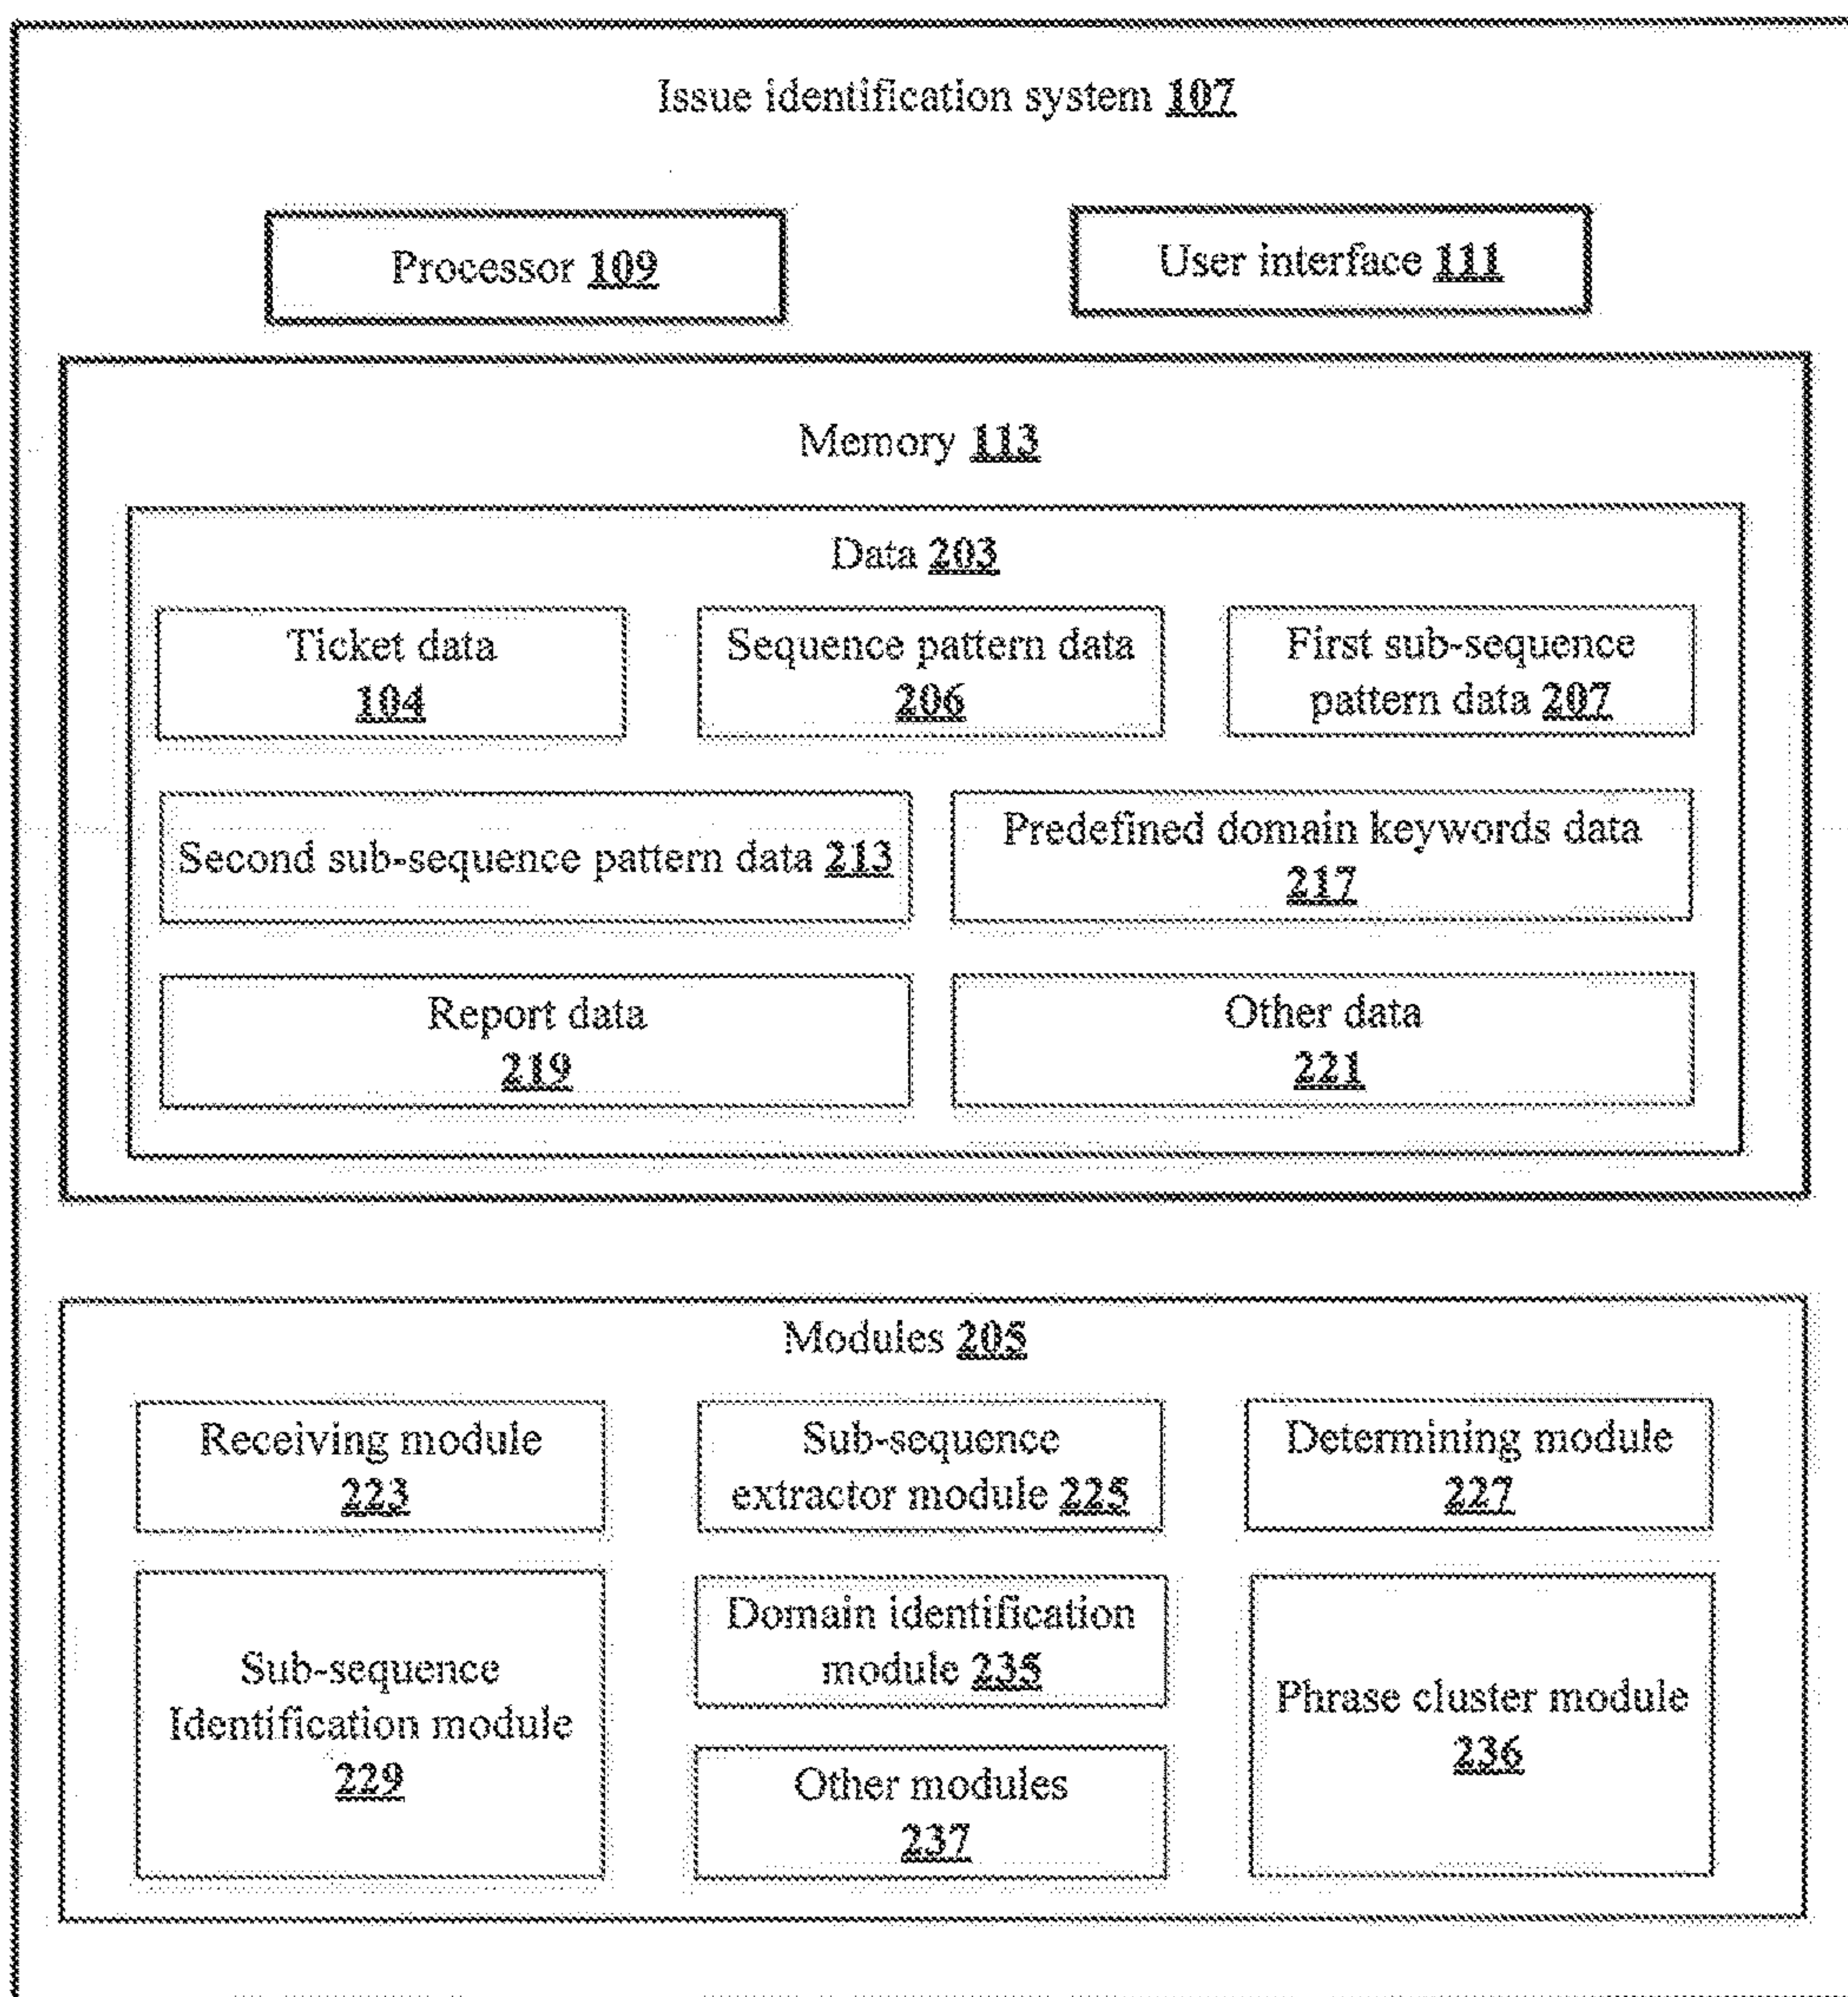 Issue identification system 107
Processor 109
User interface 111
Memory 113
Data 203
Ticket data
104
Sequence pattern data
206
First sub-sequence
pattern data 207
Second sub-sequence pattern data 213
Predefined domain keywords data
217
Report data
219
Other data
221
Modules 205
Receiving module
223
Sub-sequence
extractor module 225
Determining module
227
Sub-sequence
Identification module
229
Domain identification
module 235
Other modules
237
Phrase cluster module
236